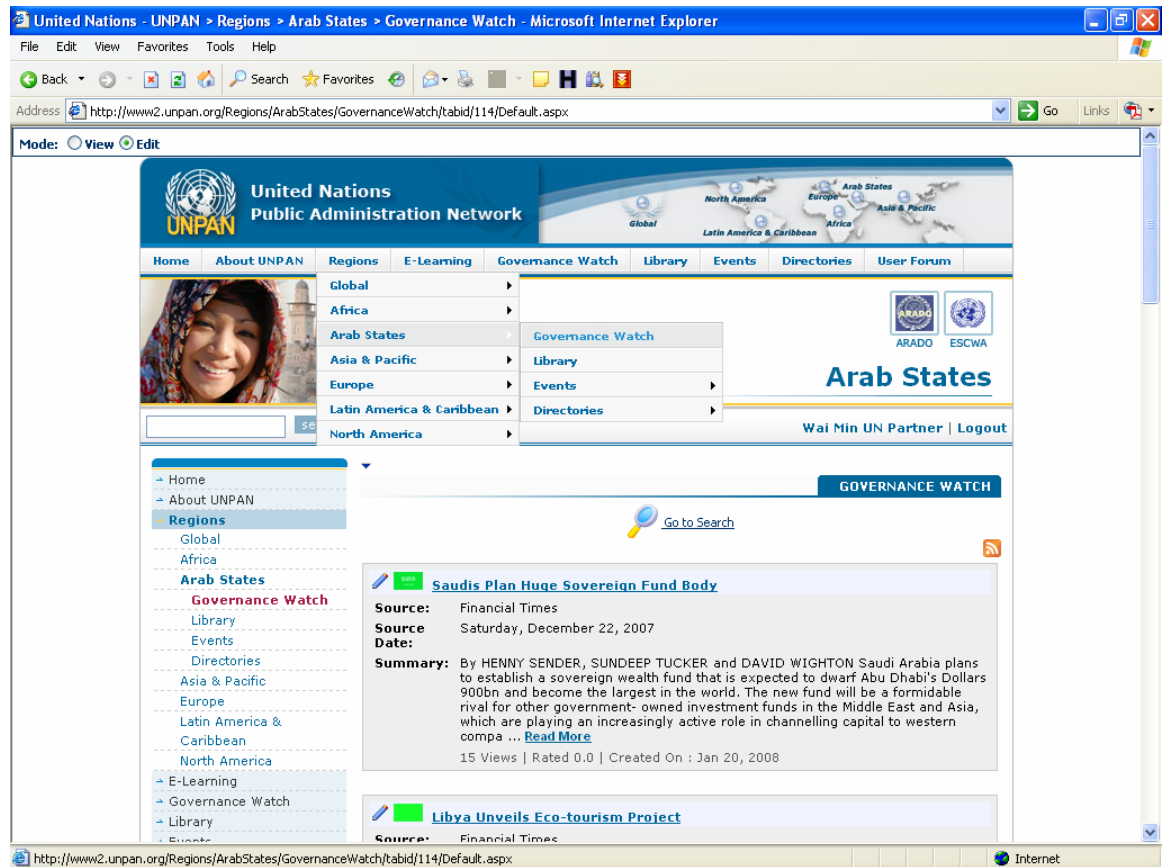 United Nations - UNPAN > Regions > Arab States > Governance Watch - Microsoft Internet Explorer
File Edit View Favorites Tools Help
Back Search Favorites
Address http://www2.unpan.org/Regions/ArabStates/GovernanceWatch/tabid/114/Default.aspx Go Links
Mode: View Edit
UNPAN
United Nations
Public Administration Network
Global
North America
Latin America & Caribbean
Europe
Africa
Arab States
Asia & Pacific
Home About UNPAN Regions E-Learning Governance Watch Library Events Directories User Forum
Global
Africa
Arab States
Asia & Pacific
Europe
Latin America & Caribbean
North America
Governance Watch
Library
Events
Directories
ARADO
ARADO ESCWA
Arab States
se
Wai Min UN Partner | Logout
Home
About UNPAN
Regions
Global
Africa
Arab States
Governance Watch
Library
Events
Directories
Asia & Pacific
Europe
Latin America &
Caribbean
North America
E-Learning
Governance Watch
Library
Events
GOVERNANCE WATCH
Go to Search
Saudis Plan Huge Sovereign Fund Body
Source: Financial Times
Source Saturday, December 22, 2007
Date:
Summary: By HENNY SENDER, SUNDEEP TUCKER and DAVID WIGHTON Saudi Arabia plans
to establish a sovereign wealth fund that is expected to dwarf Abu Dhabi's Dollars
900bn and become the largest in the world. The new fund will be a formidable
rival for other government- owned investment funds in the Middle East and Asia,
which are playing an increasingly active role in channelling capital to western
compa ... Read More
15 Views | Rated 0.0 | Created On : Jan 20, 2008
Libya Unveils Eco-tourism Project
Source: Financial Times
http://www2.unpan.org/Regions/ArabStates/GovernanceWatch/tabid/114/Default.aspx Internet